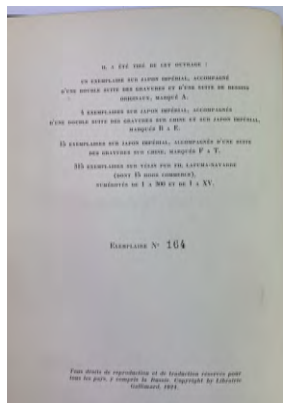 IL A ÉTÉ TIRÉ DE CET OUVRAGE :
UN EXEMPLAIRE SUR JAPON IMPÉRIAL, ACCOMPAGNÉ
D'UNE DOUBLE SUITE DES GRAVURES ET D'UNE SUITE DE DESSINS
ORIGINAUX, MARQUÉ A.
4 EXEMPLAIRES SUR JAPON IMPÉRIAL, ACCOMPAGNÉS
D'UNE DOUBLE SUITE DES GRAVURES SUR CHINE ET SUR JAPON IMPÉRIAL,
MARQUÉS B A E.
15 EXEMPLAIRES SUR JAPON IMPÉRIAL, ACCOMPAGNÉS D'UNE SUITE
DES GRAVURES SUR CHINE, MARQUÉS F A T.
315 EXEMPLAIRES SUR VÉLIN PUR FIL LAFUMA-NAVARRE
(DONT 15 HORS COMMERCE),
NUMÉROTÉS DE 1 A 300 ET DE I A XV.
EXEMPLAIRE N° 164
Tous droits de reproduction et de traduction réservés pour
tous les pays, y compris la Russie. Copyright by Librairie
Gallimard,